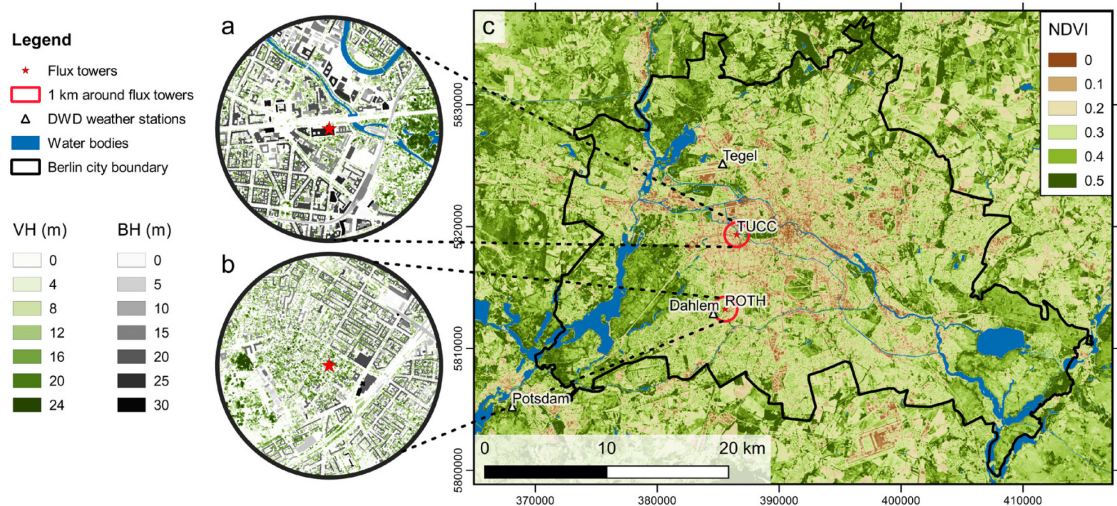 Legend
Flux towers
1 km around flux towers
DWD weather stations
Water bodies
Berlin city boundary
VH (m) BH (m)
0 0
4 5
8 10
12 15
16 20
20 25
24 30
a
b
c
NDVI
0
0.1
0.2
0.3
0.4
0.5
Tegel
TUCC
Dahlem ROTH
Potsdam
0 10 20 km
5830000
5820000
5810000
5800000
370000 380000 390000 400000 410000